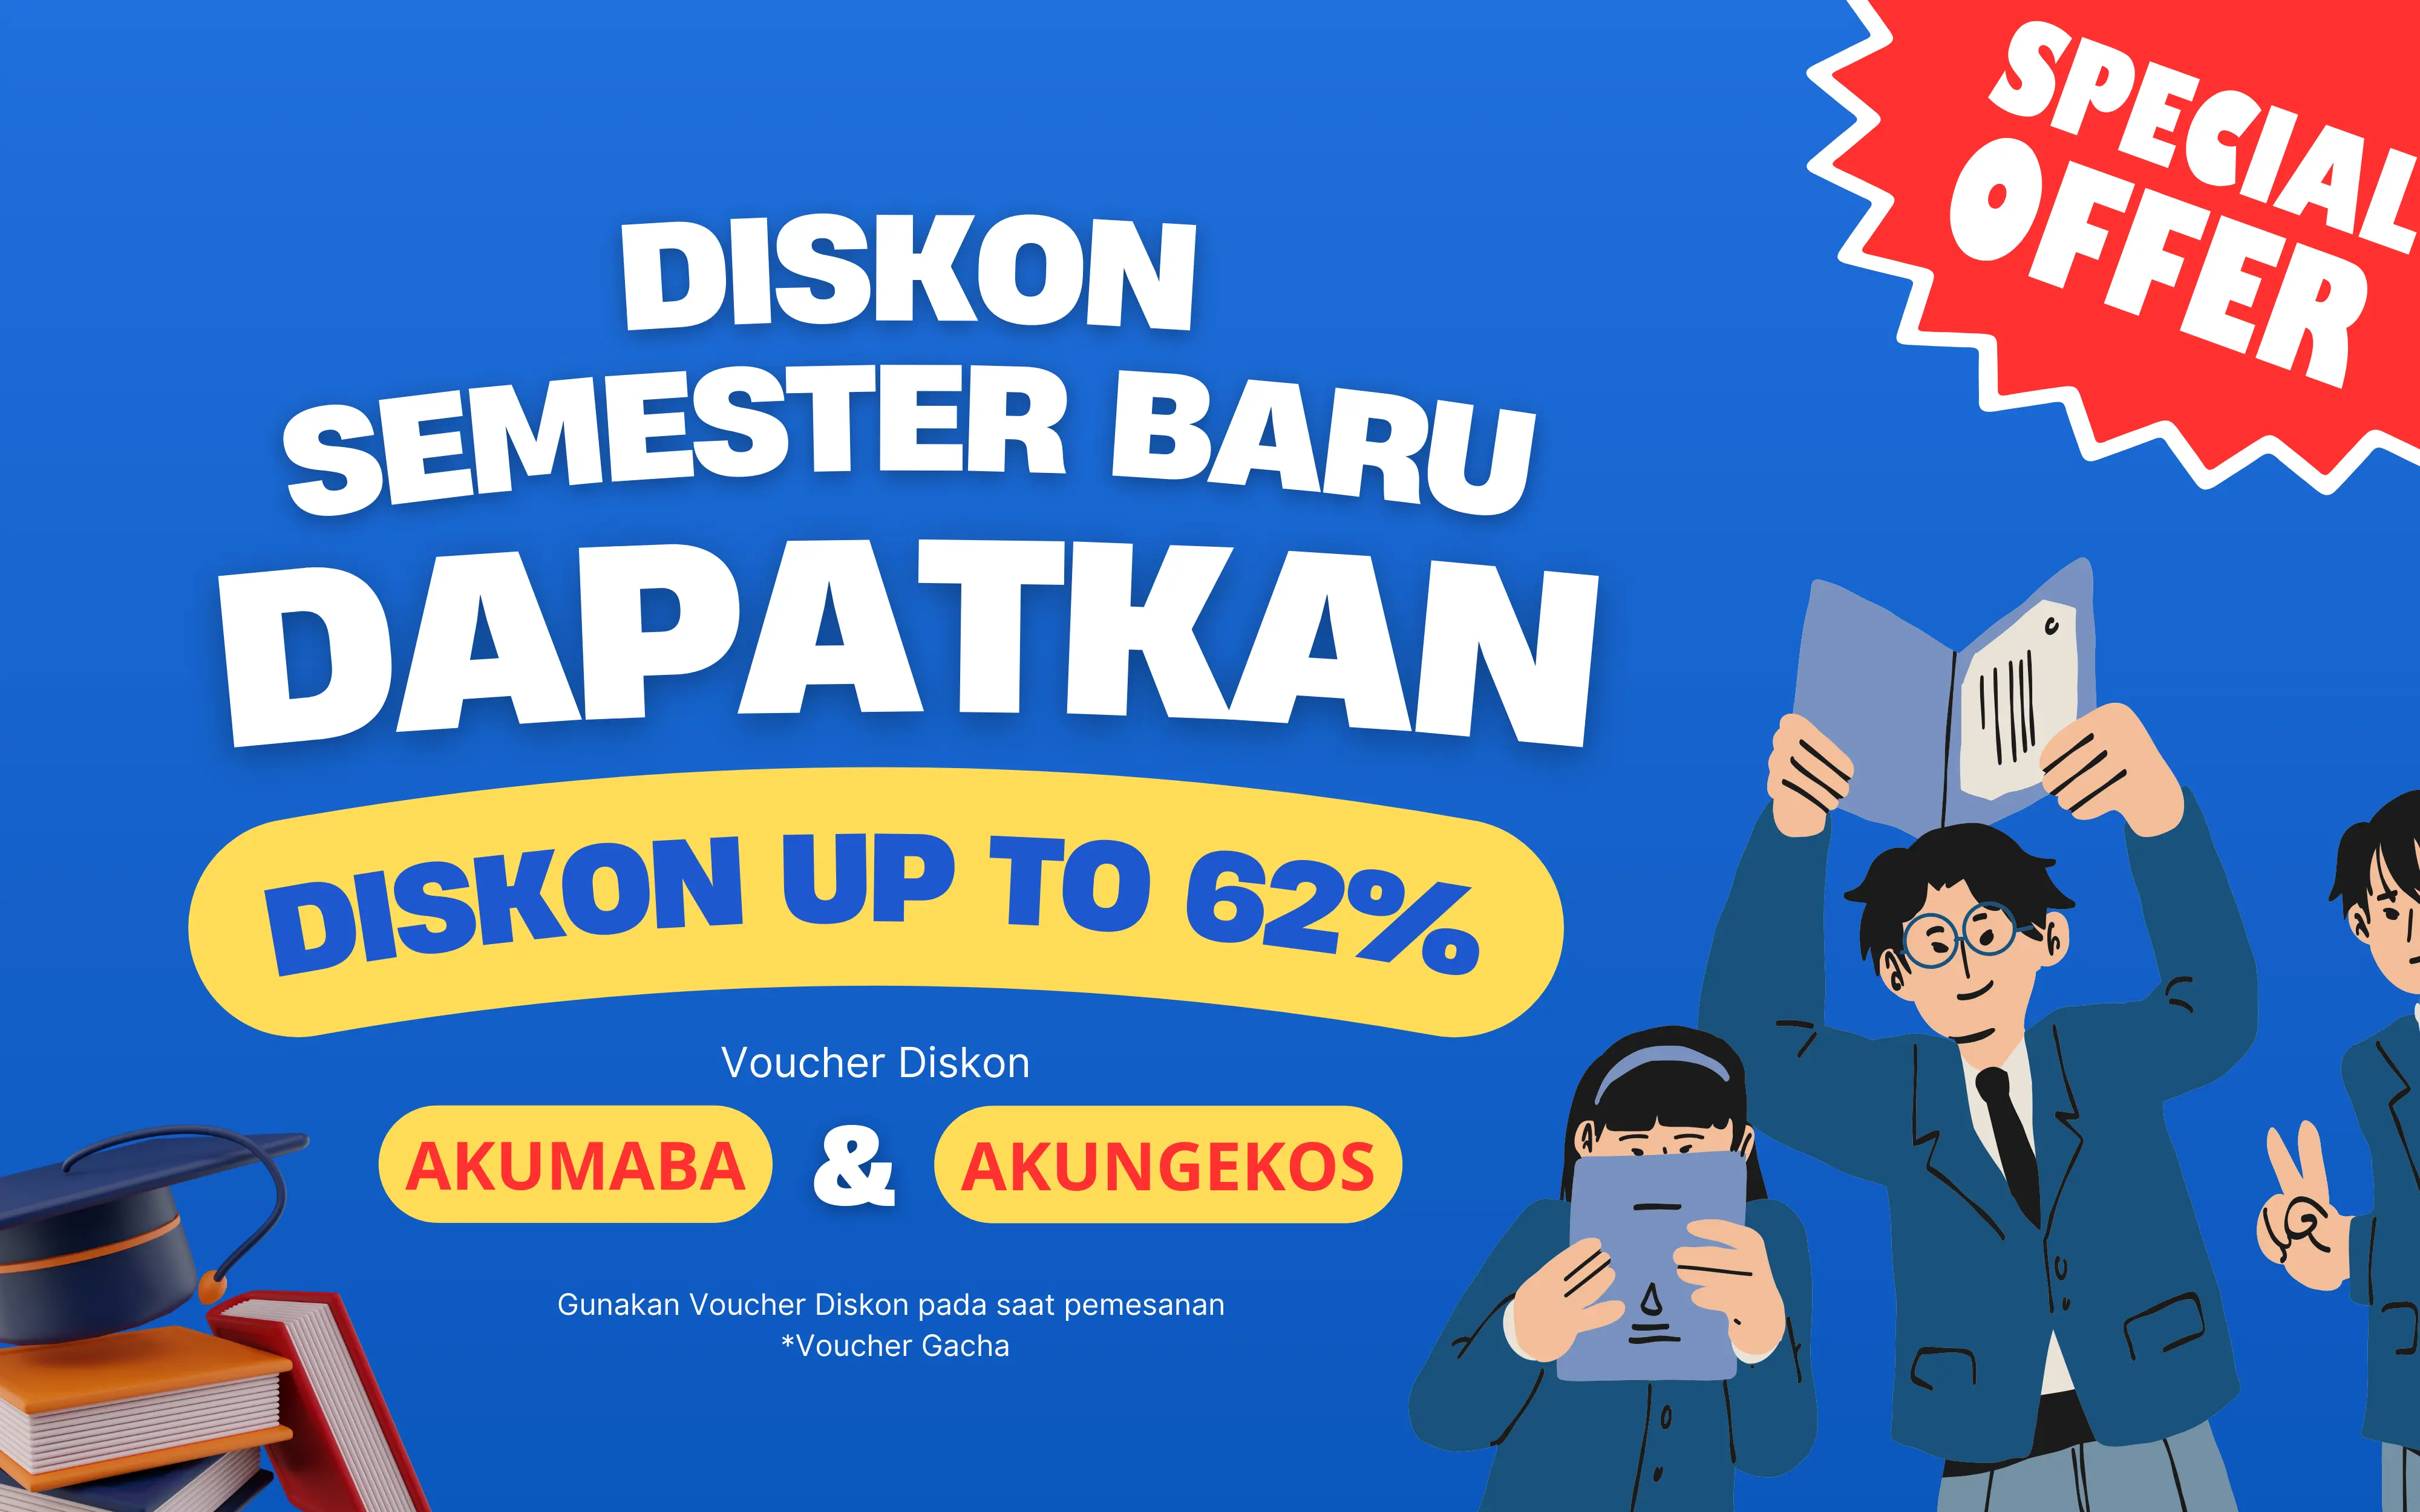 SPECIAL
OFFER
DISKON
SEMESTER BARU
DAPATKAN
DISKON UP TO 62%
Voucher Diskon
AKUMABA & AKUNGEKOS
Gunakan Voucher Diskon pada saat pemesanan
*Voucher Gacha